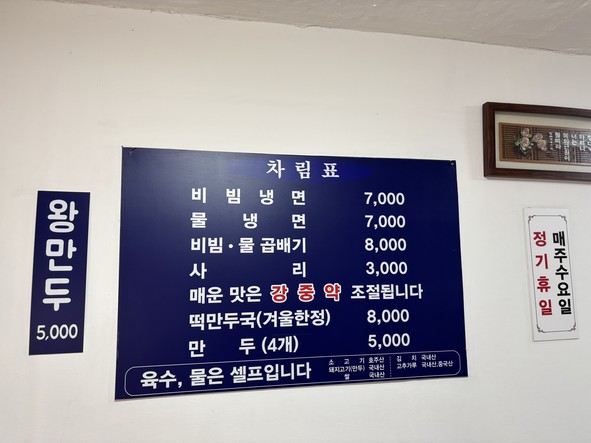 차림표
비빔냉면 7,000
물냉면 7,000
비빔·물 곱배기 8,000
사리 3,000
매운 맛은 강 중 약 조절됩니다
떡만두국(겨울한정) 8,000
만두(4개) 5,000
육수, 물은 셀프입니다
소고기 호주산
돼지고기(만두) 국내산
쌀 국내산
김치 국내산
고추가루 국내산,중국산
왕만두
5,000
매주수요일
정기휴일